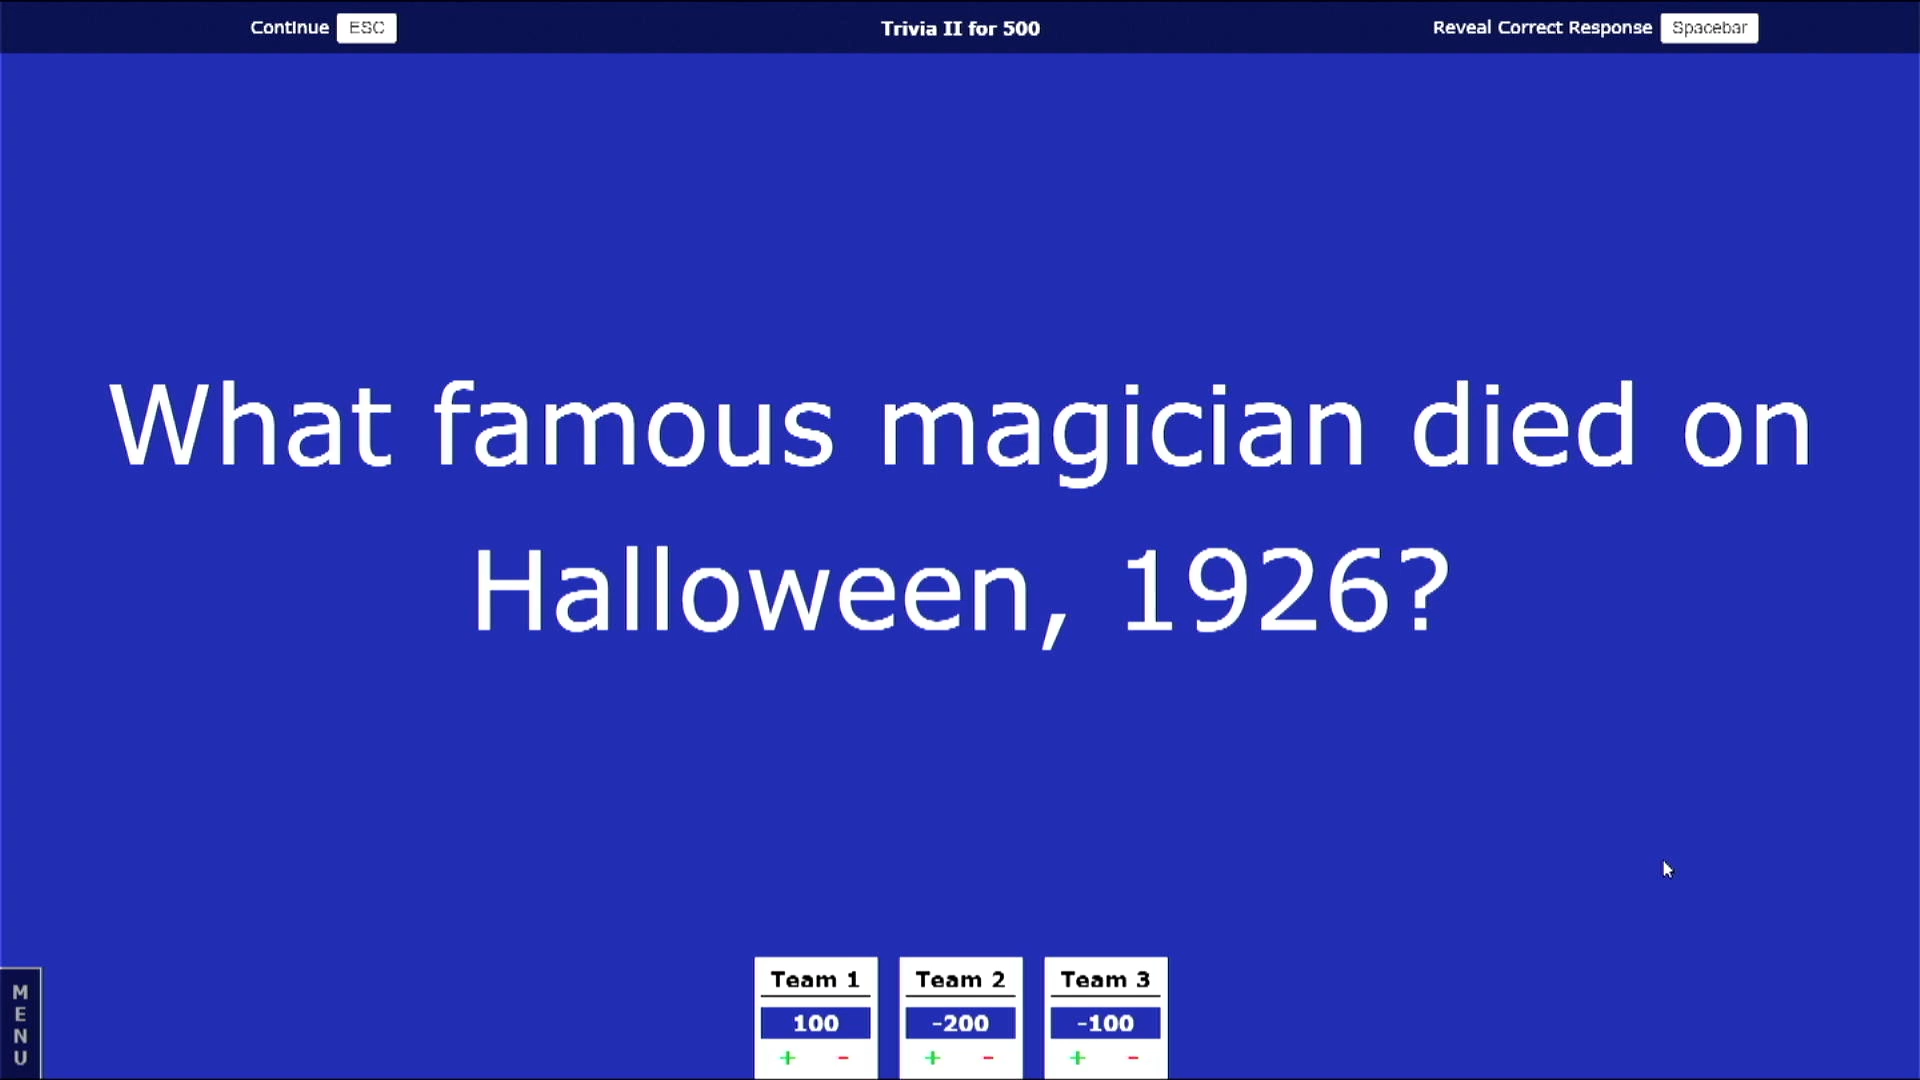 Continue ESC
Trivia II for 500
Reveal Correct Response Spacebar
What famous magician died on
Halloween, 1926?
Team 1
100
+ -
Team 2
-200
+ -
Team 3
-100
+ -
MENU